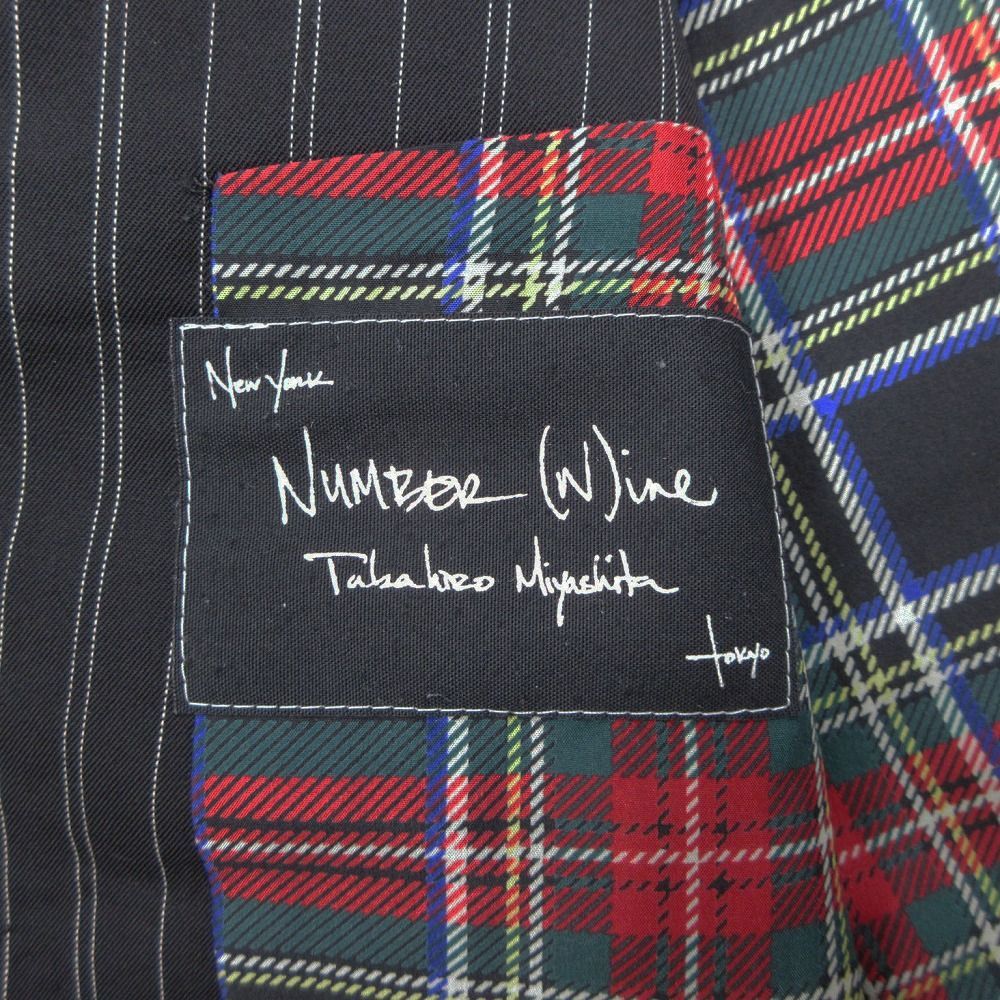 New York
NUMBER (N)ine
Takahiro Miyashita
TOKYO